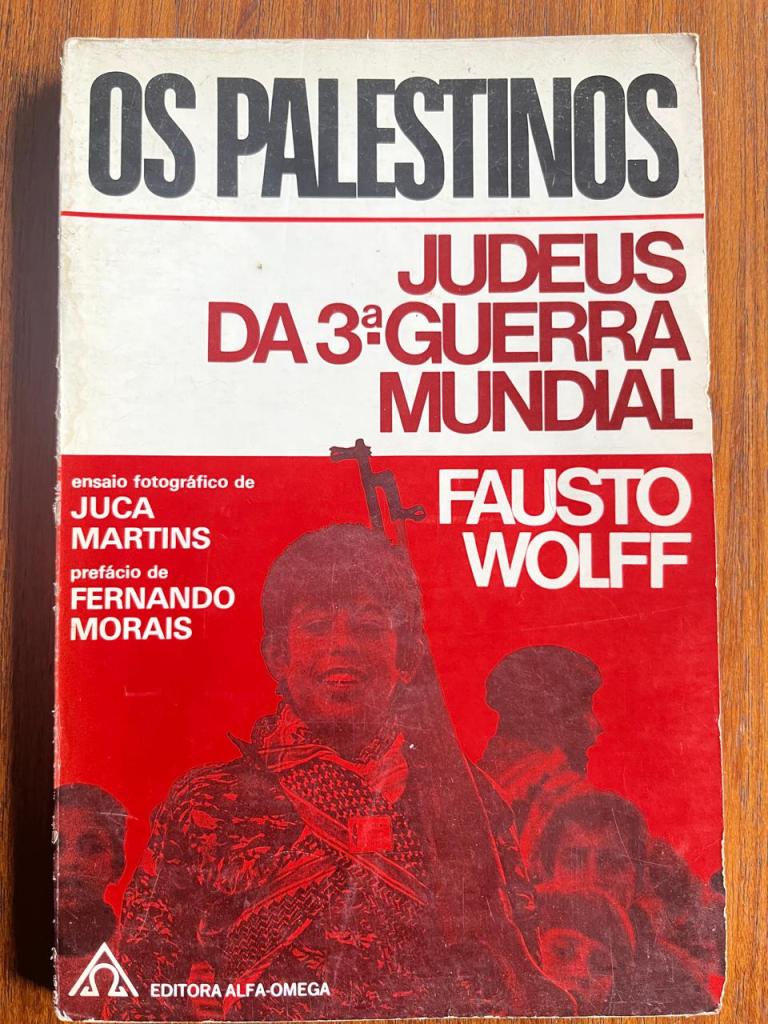 OS PALESTINOS
JUDEUS
DA 3ª GUERRA
MUNDIAL
ensaio fotográfico de
JUCA
MARTINS
prefácio de
FERNANDO
MORAIS
FAUSTO
WOLFF
EDITORA ALFA-OMEGA